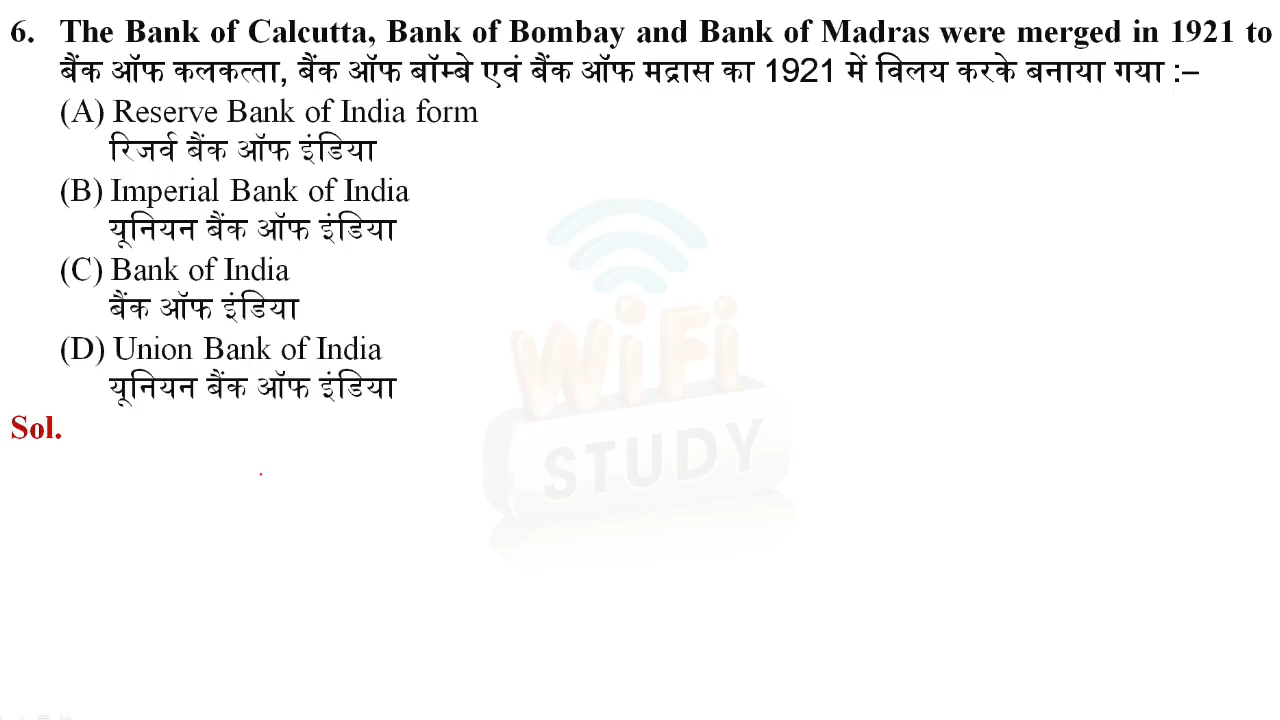 6. The Bank of Calcutta, Bank of Bombay and Bank of Madras were merged in 1921 to
बैंक ऑफ कलकत्ता, बैंक ऑफ बॉम्बे एवं बैंक ऑफ मद्रास का 1921 में विलय करके बनाया गया :–
(A) Reserve Bank of India form
रिजर्व बैंक ऑफ इंडिया
(B) Imperial Bank of India
यूनियन बैंक ऑफ इंडिया
(C) Bank of India
बैंक ऑफ इंडिया
(D) Union Bank of India
यूनियन बैंक ऑफ इंडिया
Sol.
WiFi
STUDY